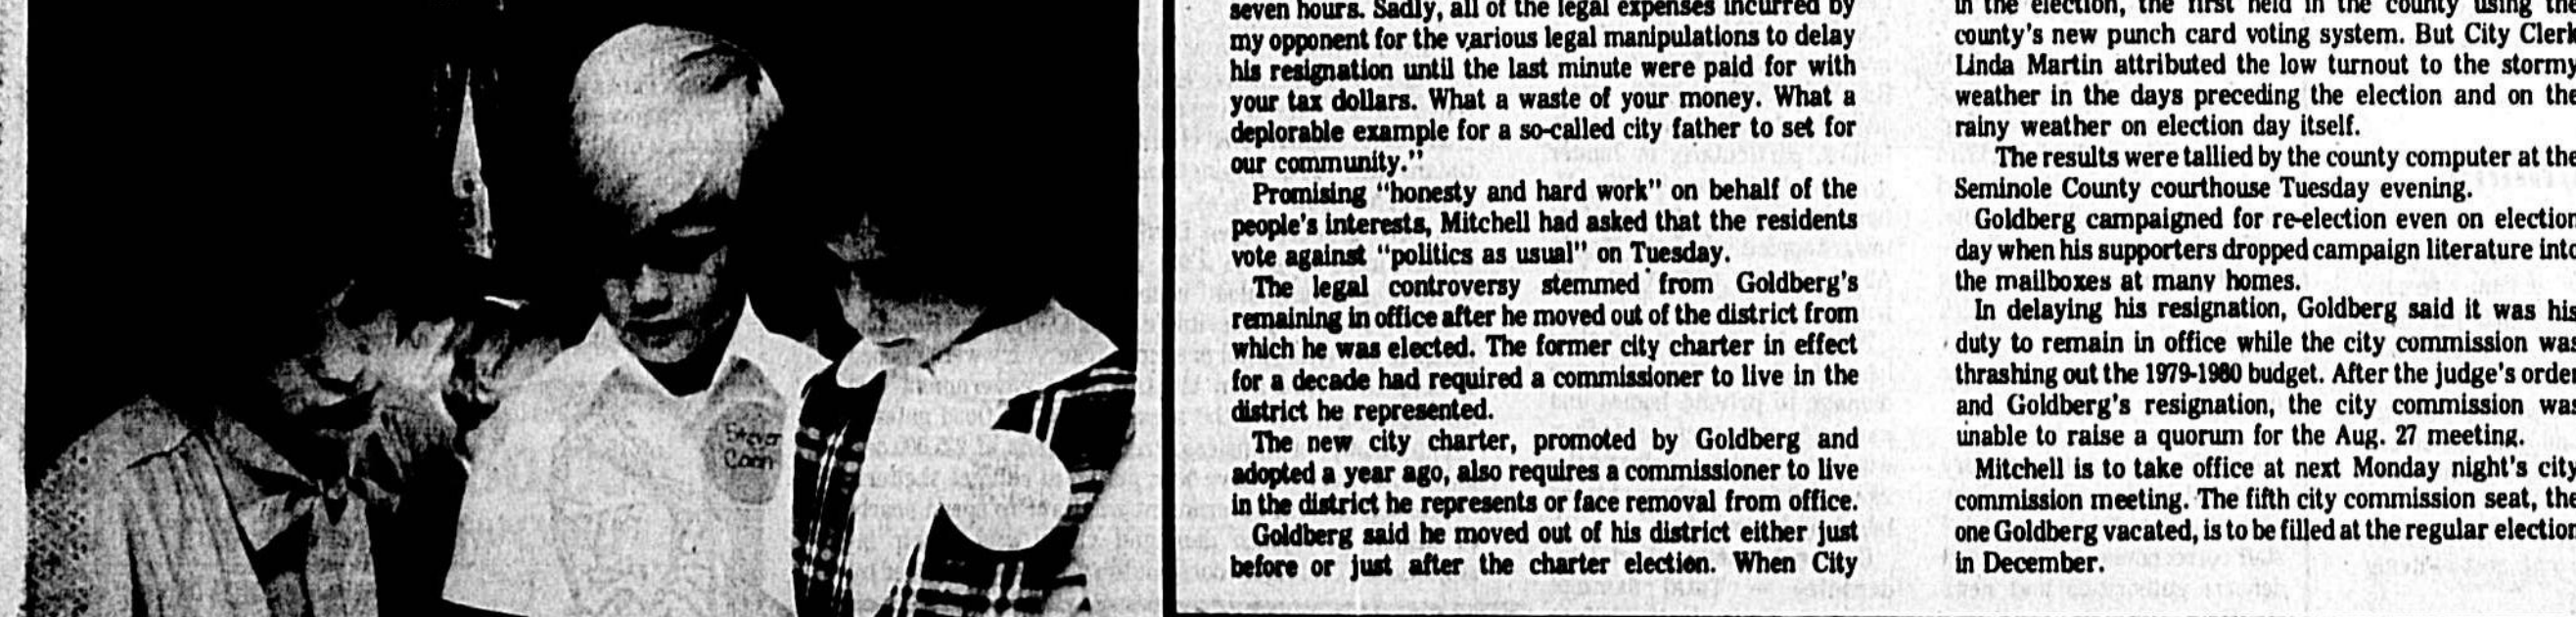 Steven
Conn
seven hours. Sadly, all of the legal expenses incurred by
my opponent for the various legal manipulations to delay
his resignation until the last minute were paid for with
your tax dollars. What a waste of your money. What a
deplorable example for a so-called city father to set for
our community."
Promising "honesty and hard work" on behalf of the
people's interests, Mitchell had asked that the residents
vote against "politics as usual" on Tuesday.
The legal controversy stemmed from Goldberg's
remaining in office after he moved out of the district from
which he was elected. The former city charter in effect
for a decade had required a commissioner to live in the
district he represented.
The new city charter, promoted by Goldberg and
adopted a year ago, also requires a commissioner to live
in the district he represents or face removal from office.
Goldberg said he moved out of his district either just
before or just after the charter election. When City
in the election, the first held in the county using the
county's new punch card voting system. But City Clerk
Linda Martin attributed the low turnout to the stormy
weather in the days preceding the election and on the
rainy weather on election day itself.
The results were tallied by the county computer at the
Seminole County courthouse Tuesday evening.
Goldberg campaigned for re-election even on election
day when his supporters dropped campaign literature into
the mailboxes at many homes.
In delaying his resignation, Goldberg said it was his
duty to remain in office while the city commission was
thrashing out the 1979-1980 budget. After the judge's order
and Goldberg's resignation, the city commission was
unable to raise a quorum for the Aug. 27 meeting.
Mitchell is to take office at next Monday night's city
commission meeting. The fifth city commission seat, the
one Goldberg vacated, is to be filled at the regular election
in December.